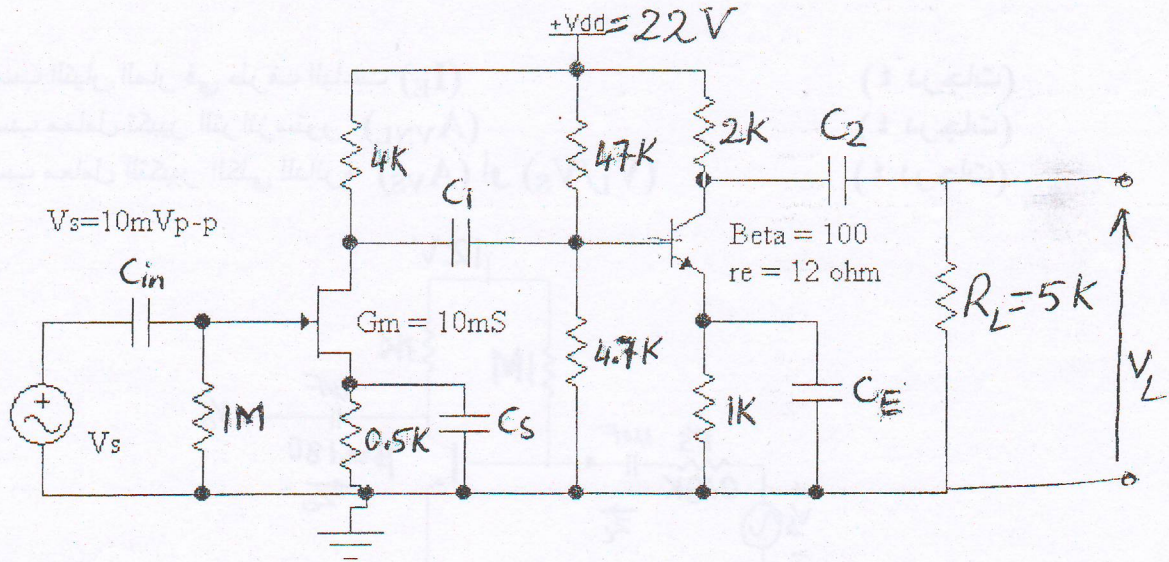 +Vdd = 22V
4K
47K
2K
C2
Vs=10mVp-p
Ci
Beta = 100
re = 12 ohm
Cin
Gm = 10mS
RL = 5K
4.7K
VL
Vs
1M
0.5K
Cs
1K
CE